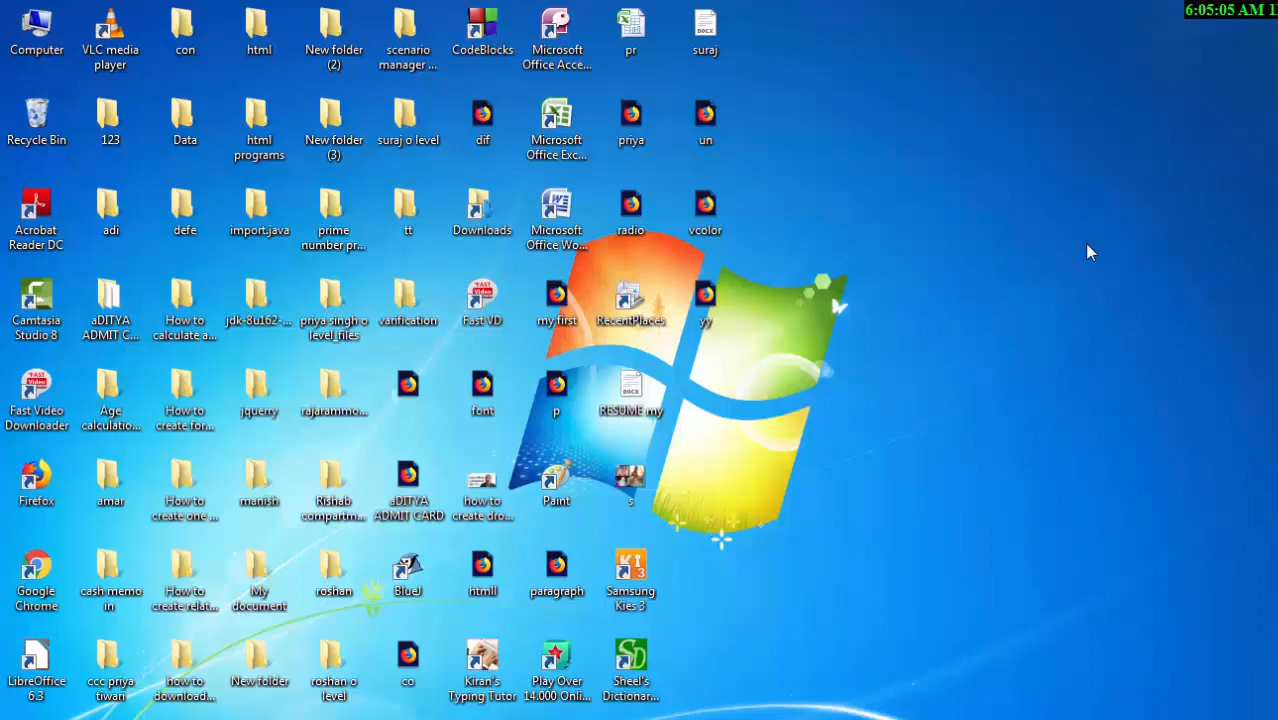 6:05:05 AM 1
Computer
VLC media
player
con
html
New folder
(2)
scenario
manager ...
CodeBlocks
Microsoft
Office Acce...
pr
suraj
Recycle Bin
123
Data
html
programs
New folder
(3)
suraj o level
dif
Microsoft
Office Exc...
priya
un
Acrobat
Reader DC
adi
defe
import.java
prime
number pr...
tt
Downloads
Microsoft
Office Wo...
radio
vcolor
Camtasia
Studio 8
aDITYA
ADMIT C...
How to
calculate a...
jdk-8u162-...
priya singh o
level_files
varification
Fast VD
my first
RecentPlaces
yy
Fast Video
Downloader
Age
calculatio...
How to
create for...
jquerry
rajarammo...
font
p
RESUME my
Firefox
amar
How to
create one ...
manish
Rishab
compartm...
aDITYA
ADMIT CARD
how to
create dro...
Paint
s
Google
Chrome
cash memo
in
How to
create relat...
My
document
roshan
BlueJ
htmll
paragraph
Samsung
Kies 3
LibreOffice
6.3
ccc priya
tiwari
how to
download...
New folder
roshan o
level
co
Kiran's
Typing Tutor
Play Over
14,000 Onli...
Sheel's
Dictionar...